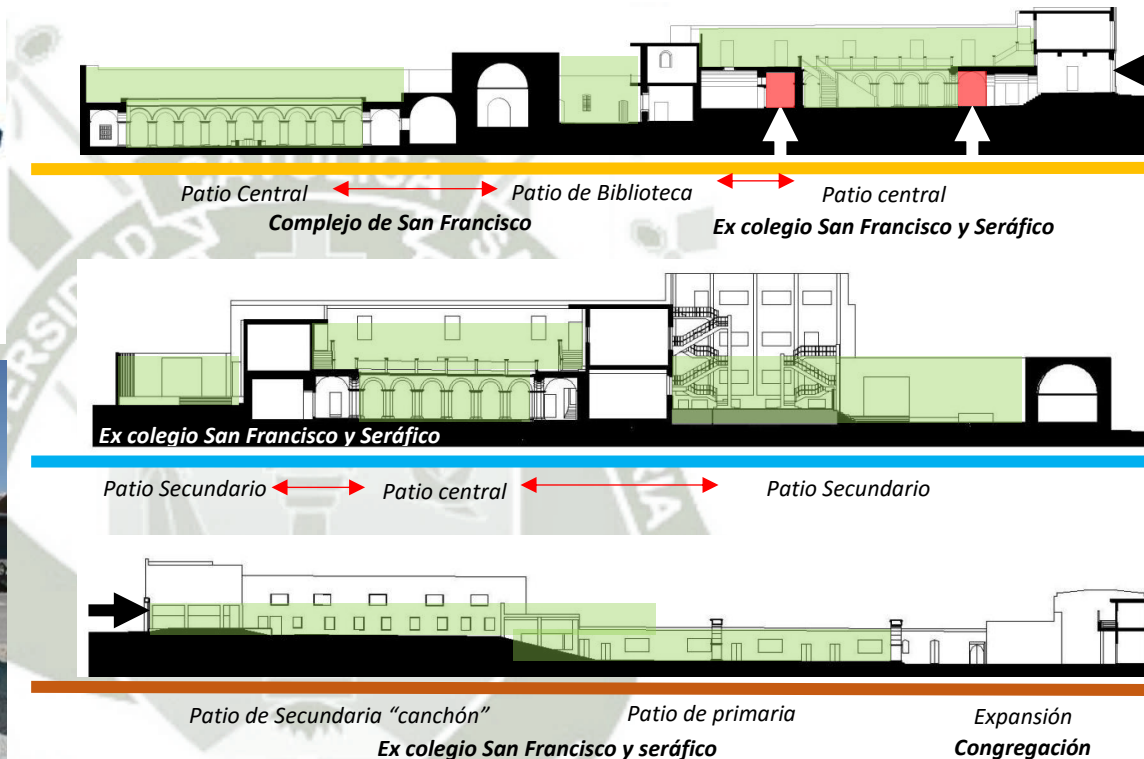 Patio Central
Patio de Biblioteca
Patio central
Complejo de San Francisco
Ex colegio San Francisco y Seráfico
Ex colegio San Francisco y Seráfico
Patio Secundario
Patio central
Patio Secundario
Patio de Secundaria “canchón”
Patio de primaria
Expansión
Ex colegio San Francisco y seráfico
Congregación